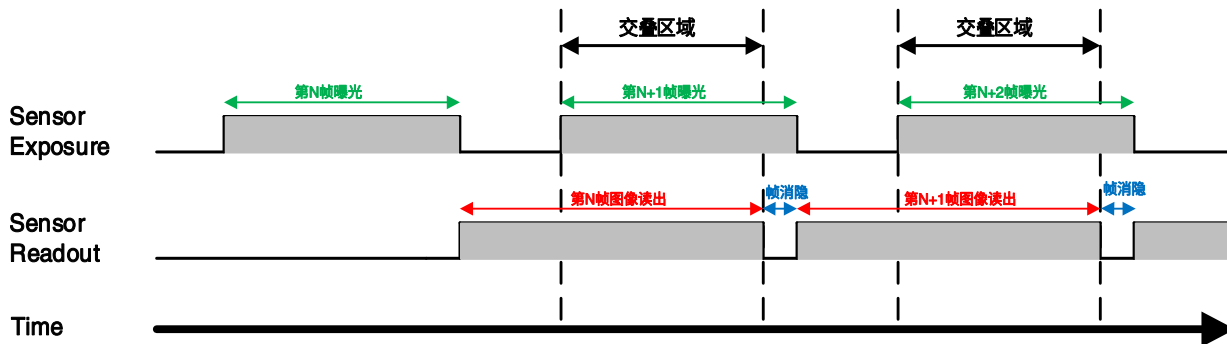 交叠区域
交叠区域
第N帧曝光
第N+1帧曝光
第N+2帧曝光
Sensor
Exposure
第N帧图像读出
帧消隐
第N+1帧图像读出
帧消隐
Sensor
Readout
Time